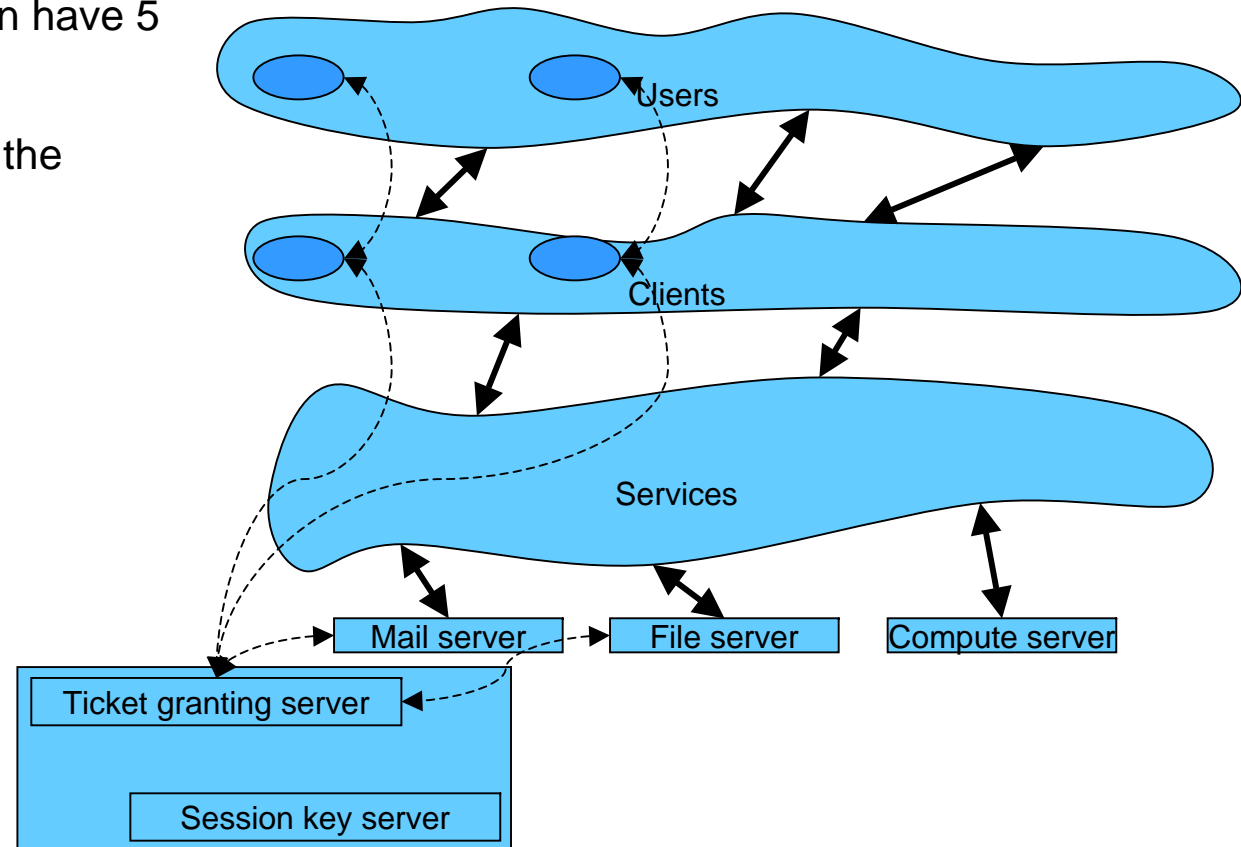 have 5
the
Users
Clients
Services
Mail server
File server
Compute server
Ticket granting server
Session key server